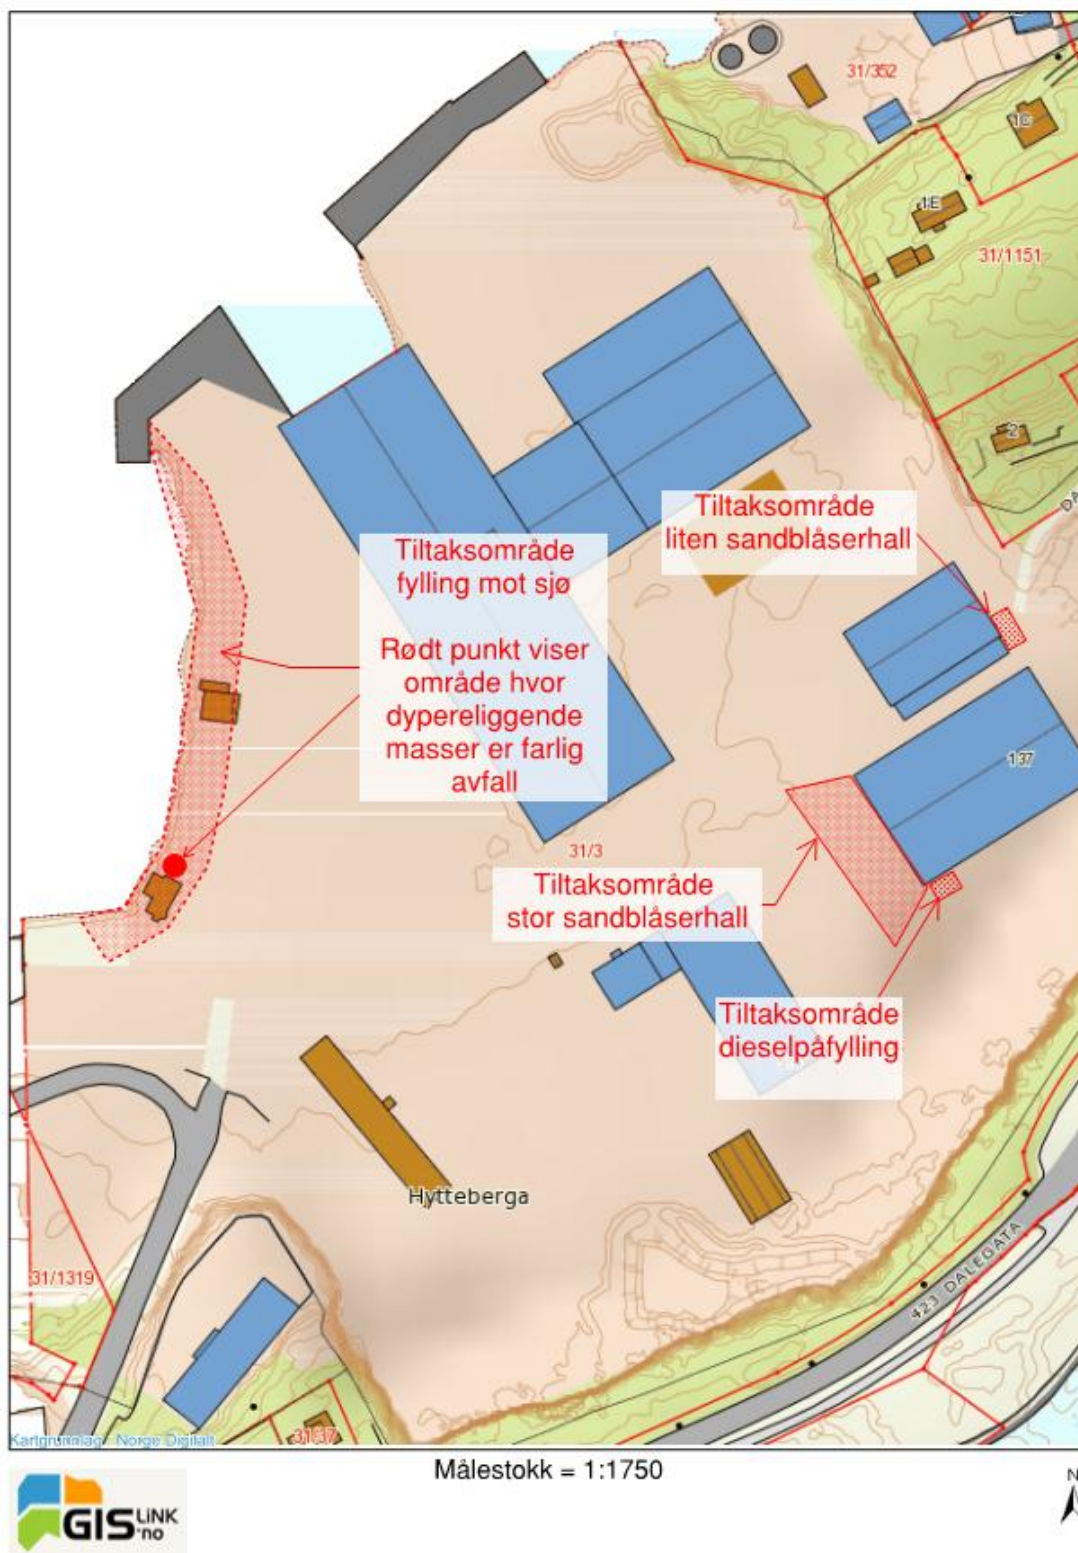 31/352
1C
1E
31/1151
2
Tiltaksområde
liten sandblåserhall
Tiltaksområde
fylling mot sjø
Rødt punkt viser
område hvor
dypereliggende
masser er farlig
avfall
137
31/3
Tiltaksområde
stor sandblåserhall
Tiltaksområde
dieselpåfylling
Hytteberga
423 DALEGATA
31/1319
31/37
Kartgrunnlag: Norge Digitalt
Målestokk = 1:1750
N
GIS LINK
.no